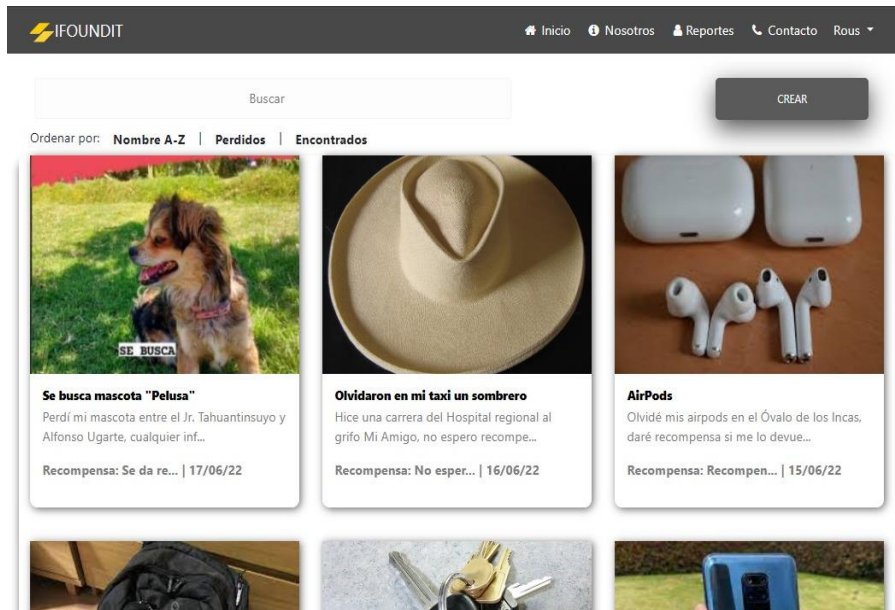 IFOUNDIT
Inicio Nosotros Reportes Contacto Rous
Buscar
CREAR
Ordenar por: Nombre A-Z | Perdidos | Encontrados
SE BUSCA
Se busca mascota "Pelusa"
Perdí mi mascota entre el Jr. Tahuantinsuyo y
Alfonso Ugarte, cualquier inf...
Recompensa: Se da re... | 17/06/22
Olvidaron en mi taxi un sombrero
Hice una carrera del Hospital regional al
grifo Mi Amigo, no espero recompe...
Recompensa: No esper... | 16/06/22
AirPods
Olvidé mis airpods en el Óvalo de los Incas,
daré recompensa si me lo devue...
Recompensa: Recompen... | 15/06/22